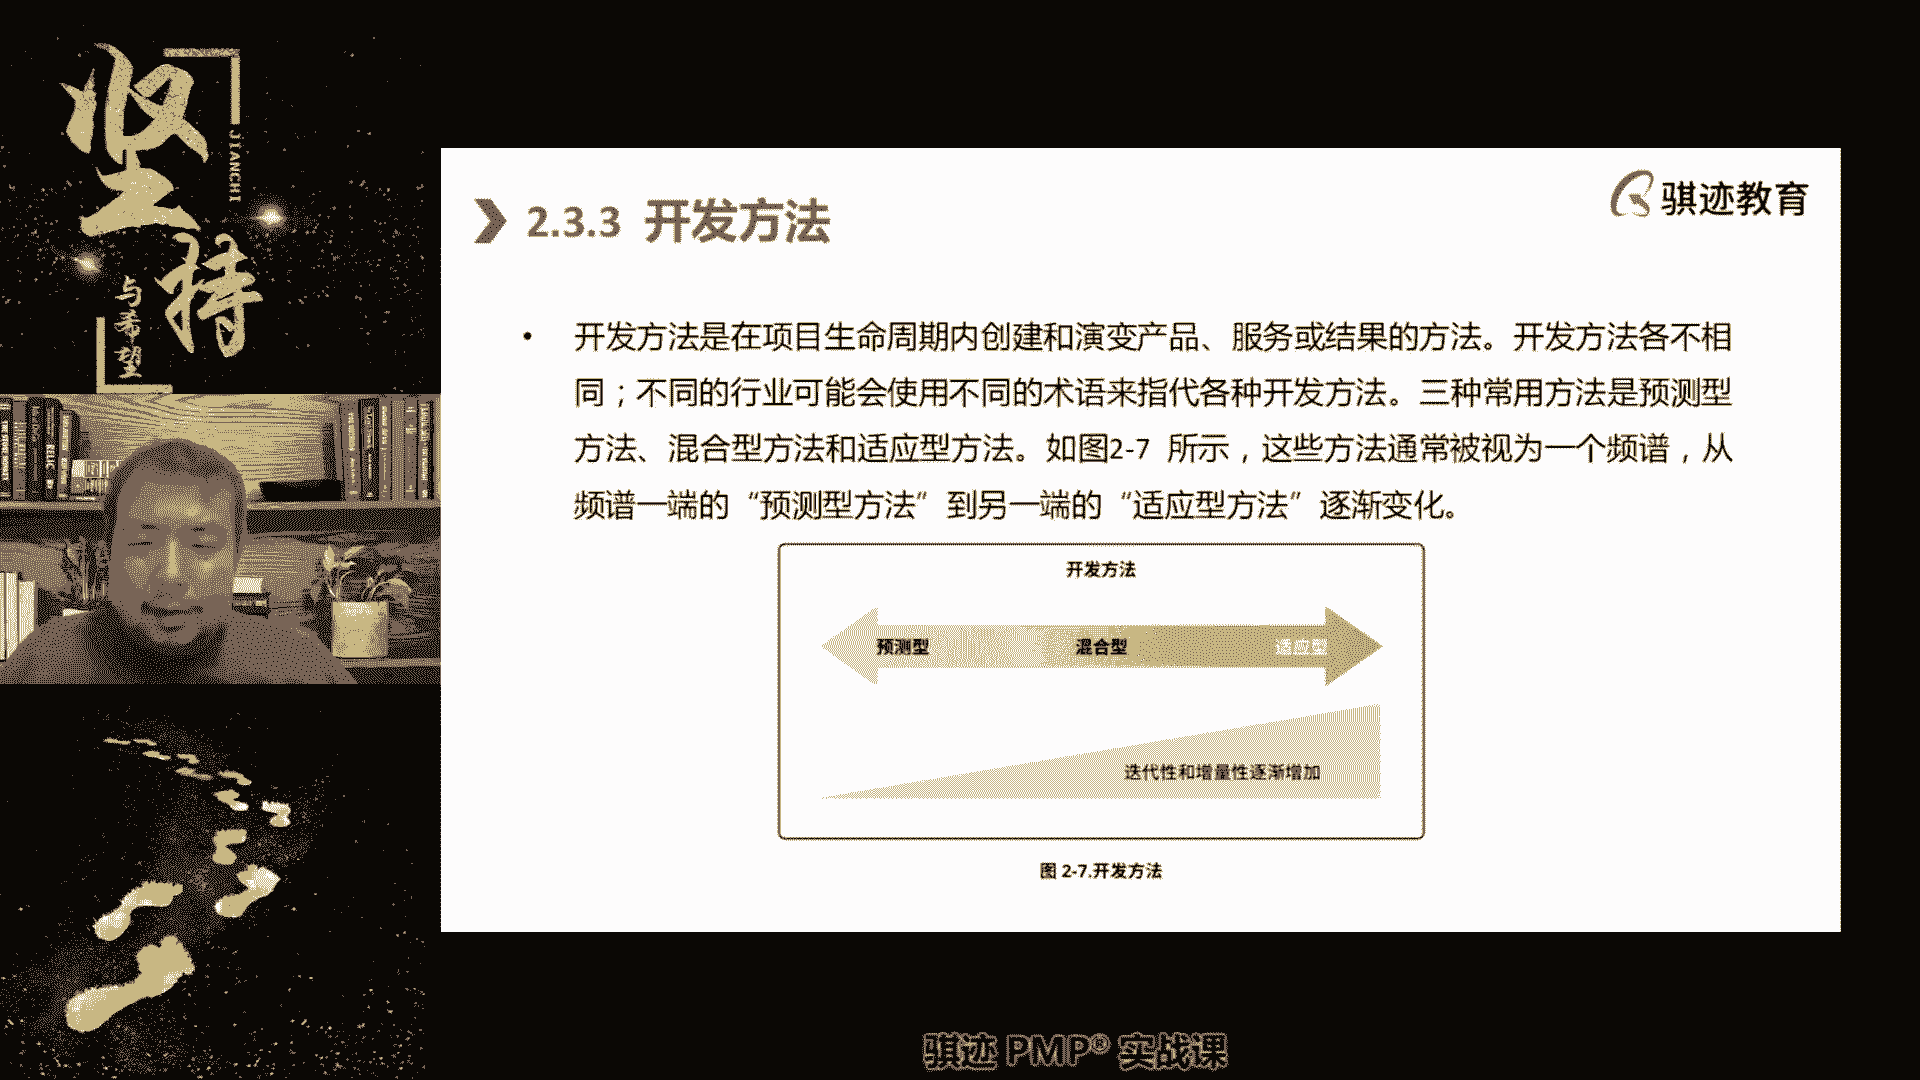 坚持
JIANCHI
与希望
骐迹教育
2.3.3 开发方法
• 开发方法是在项目生命周期内创建和演变产品、服务或结果的方法。开发方法各不相
同；不同的行业可能会使用不同的术语来指代各种开发方法。三种常用方法是预测型
方法、混合型方法和适应型方法。如图2-7 所示，这些方法通常被视为一个频谱，从
频谱一端的“预测型方法”到另一端的“适应型方法”逐渐变化。
开发方法
预测型 混合型 适应型
迭代性和增量性逐渐增加
图 2-7.开发方法
骐迹 PMP® 实战课